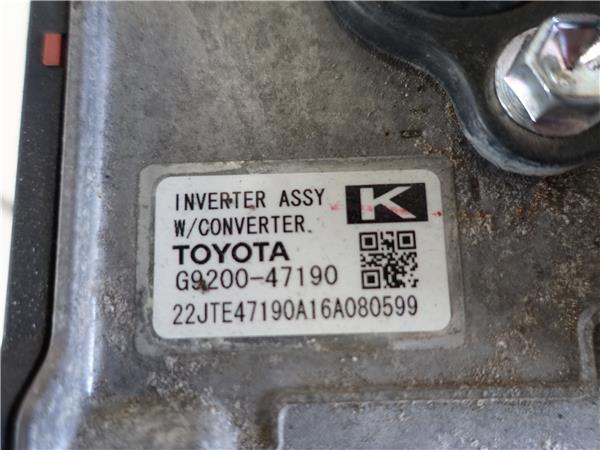 INVERTER ASSY
K
W/CONVERTER.
TOYOTA
G9200-47190
22JTE47190A16A080599